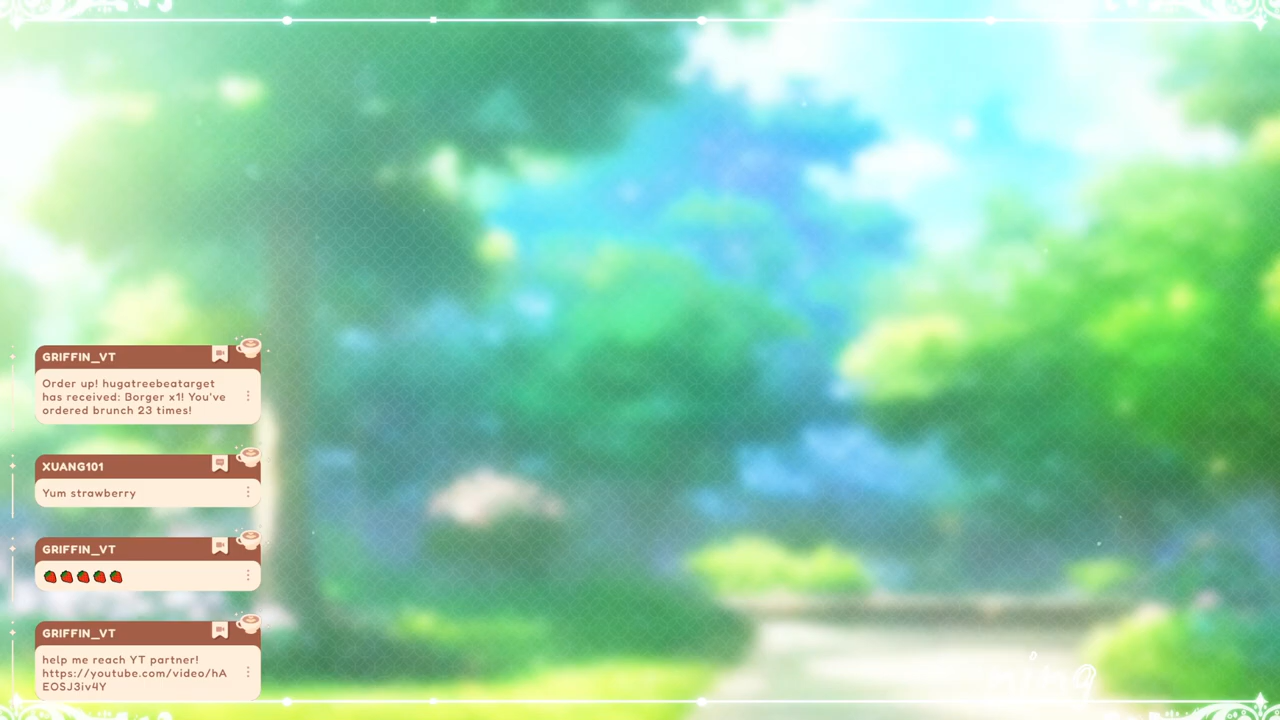 GRIFFIN_VT
Order up! hugatreebeatarget
has received: Borger x1! You've
ordered brunch 23 times!
XUANG101
Yum strawberry
GRIFFIN_VT
🍓🍓🍓🍓🍓
GRIFFIN_VT
help me reach YT partner!
https://youtube.com/video/hA
EOSJ3iv4Y